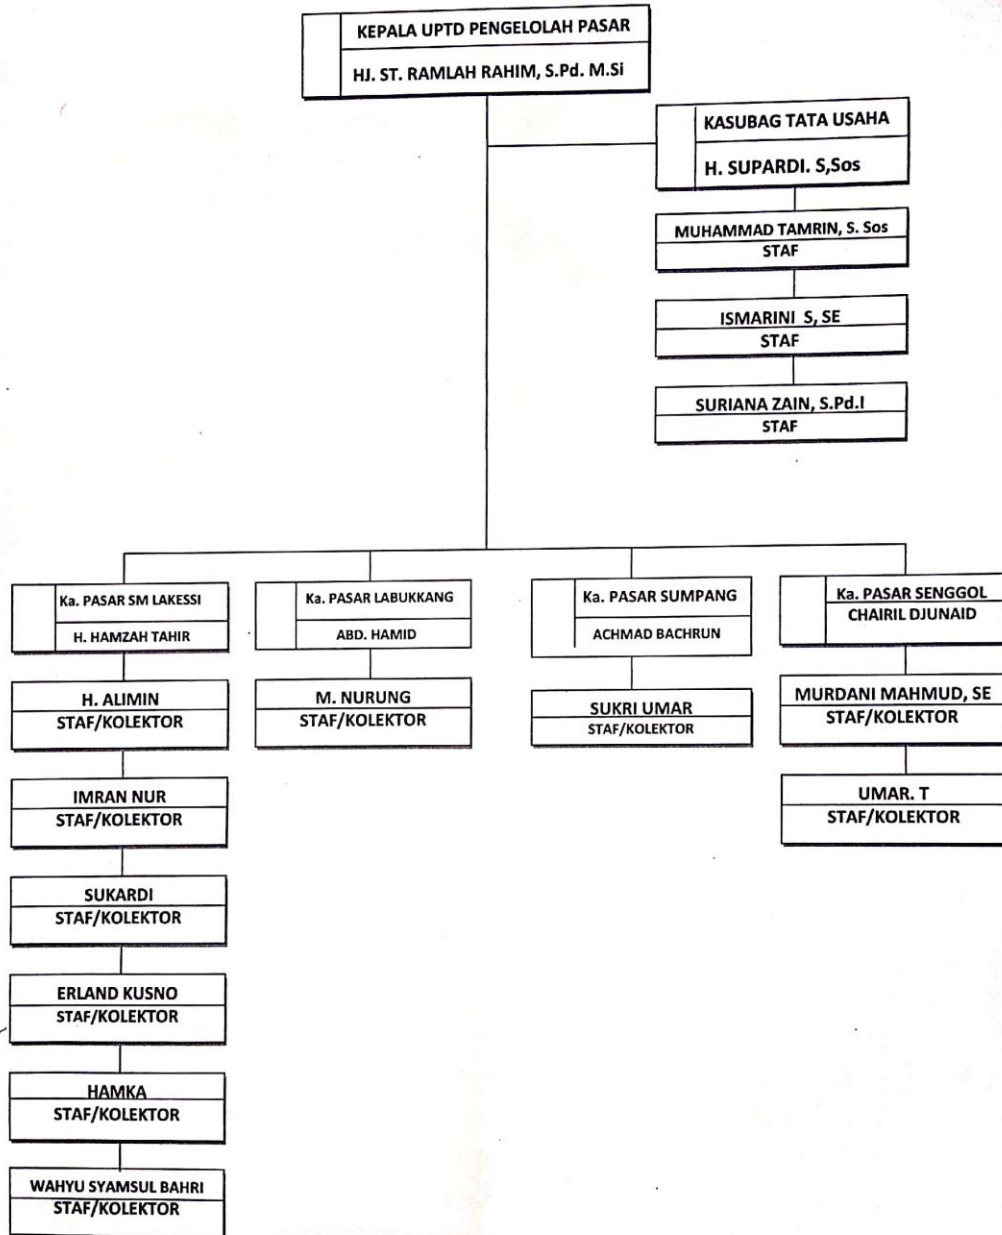 KEPALA UPTD PENGELOLAH PASAR
HJ. ST. RAMLAH RAHIM, S.Pd. M.Si
KASUBAG TATA USAHA
H. SUPARDI. S,Sos
MUHAMMAD TAMRIN, S. Sos
STAF
ISMARINI S, SE
STAF
SURIANA ZAIN, S.Pd.I
STAF
Ka. PASAR SM LAKESSI
H. HAMZAH TAHIR
H. ALIMIN
STAF/KOLEKTOR
IMRAN NUR
STAF/KOLEKTOR
SUKARDI
STAF/KOLEKTOR
ERLAND KUSNO
STAF/KOLEKTOR
HAMKA
STAF/KOLEKTOR
WAHYU SYAMSUL BAHRI
STAF/KOLEKTOR
Ka. PASAR LABUKKANG
ABD. HAMID
M. NURUNG
STAF/KOLEKTOR
Ka. PASAR SUMPANG
ACHMAD BACHRUN
SUKRI UMAR
STAF/KOLEKTOR
Ka. PASAR SENGGOL
CHAIRIL DJUNAID
MURDANI MAHMUD, SE
STAF/KOLEKTOR
UMAR. T
STAF/KOLEKTOR